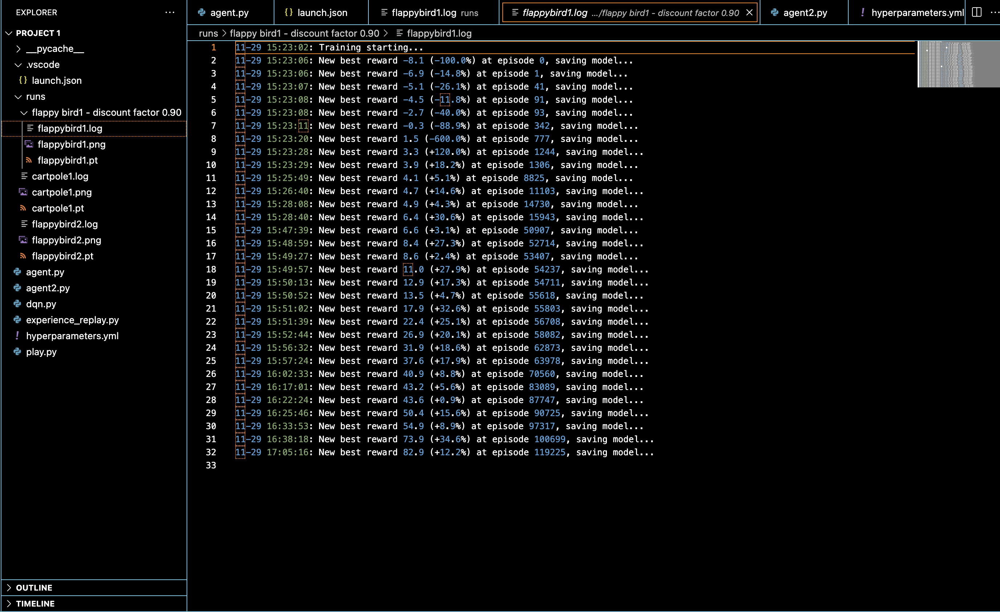 EXPLORER
PROJECT 1
__pycache__
.vscode
launch.json
runs
flappy bird1 - discount factor 0.90
flappybird1.log
flappybird1.png
flappybird1.pt
cartpole1.log
cartpole1.png
cartpole1.pt
flappybird2.log
flappybird2.png
flappybird2.pt
agent.py
agent2.py
dqn.py
experience_replay.py
hyperparameters.yml
play.py
OUTLINE
TIMELINE
agent.py
launch.json
flappybird1.log runs
flappybird1.log .../flappy bird1 - discount factor 0.90
agent2.py
hyperparameters.yml
runs > flappy bird1 - discount factor 0.90 > flappybird1.log
1 11-29 15:23:02: Training starting...
2 11-29 15:23:06: New best reward -8.1 (-100.0%) at episode 0, saving model...
3 11-29 15:23:06: New best reward -6.9 (-14.8%) at episode 1, saving model...
4 11-29 15:23:07: New best reward -5.1 (-26.1%) at episode 41, saving model...
5 11-29 15:23:08: New best reward -4.5 (-11.8%) at episode 91, saving model...
6 11-29 15:23:08: New best reward -2.7 (-40.0%) at episode 93, saving model...
7 11-29 15:23:11: New best reward -0.3 (-88.9%) at episode 342, saving model...
8 11-29 15:23:20: New best reward 1.5 (-600.0%) at episode 777, saving model...
9 11-29 15:23:28: New best reward 3.3 (+120.0%) at episode 1244, saving model...
10 11-29 15:23:29: New best reward 3.9 (+18.2%) at episode 1306, saving model...
11 11-29 15:25:49: New best reward 4.1 (+5.1%) at episode 8825, saving model...
12 11-29 15:26:40: New best reward 4.7 (+14.6%) at episode 11103, saving model...
13 11-29 15:28:08: New best reward 4.9 (+4.3%) at episode 14730, saving model...
14 11-29 15:28:40: New best reward 6.4 (+30.6%) at episode 15943, saving model...
15 11-29 15:47:39: New best reward 6.6 (+3.1%) at episode 50907, saving model...
16 11-29 15:48:59: New best reward 8.4 (+27.3%) at episode 52714, saving model...
17 11-29 15:49:27: New best reward 8.6 (+2.4%) at episode 53407, saving model...
18 11-29 15:49:57: New best reward 11.0 (+27.9%) at episode 54237, saving model...
19 11-29 15:50:13: New best reward 12.9 (+17.3%) at episode 54711, saving model...
20 11-29 15:50:52: New best reward 13.5 (+4.7%) at episode 55618, saving model...
21 11-29 15:51:02: New best reward 17.9 (+32.6%) at episode 55803, saving model...
22 11-29 15:51:39: New best reward 22.4 (+25.1%) at episode 56708, saving model...
23 11-29 15:52:44: New best reward 26.9 (+20.1%) at episode 58082, saving model...
24 11-29 15:56:32: New best reward 31.9 (+18.6%) at episode 62873, saving model...
25 11-29 15:57:24: New best reward 37.6 (+17.9%) at episode 63978, saving model...
26 11-29 16:02:33: New best reward 40.9 (+8.8%) at episode 70560, saving model...
27 11-29 16:17:01: New best reward 43.2 (+5.6%) at episode 83089, saving model...
28 11-29 16:22:24: New best reward 43.6 (+0.9%) at episode 87747, saving model...
29 11-29 16:25:46: New best reward 50.4 (+15.6%) at episode 90725, saving model...
30 11-29 16:33:53: New best reward 54.9 (+8.9%) at episode 97317, saving model...
31 11-29 16:38:18: New best reward 73.9 (+34.6%) at episode 100699, saving model...
32 11-29 17:05:16: New best reward 82.9 (+12.2%) at episode 119225, saving model...
33